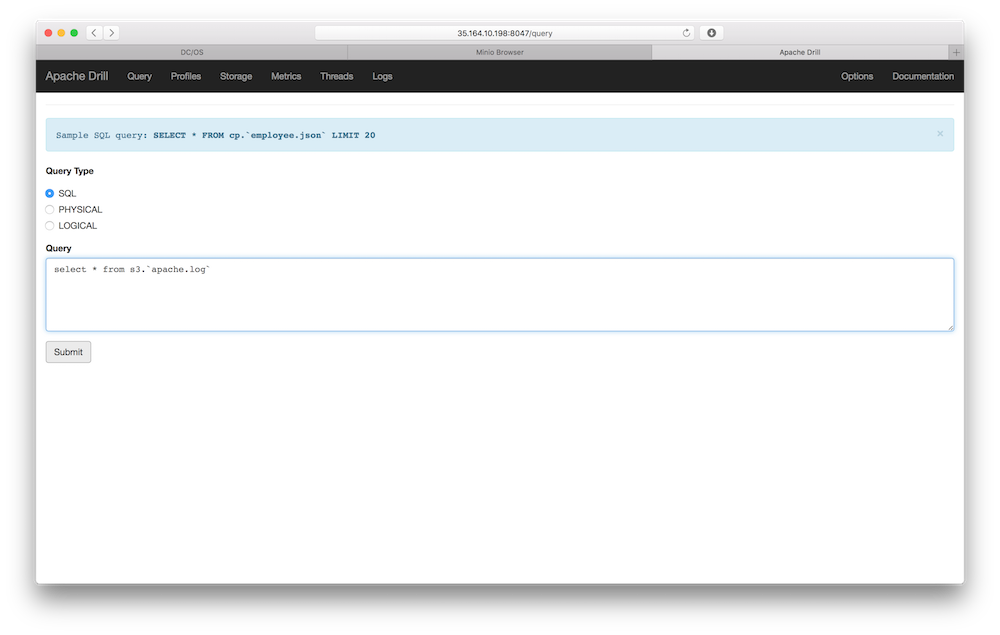 35.164.10.198:8047/query
DC/OS Minio Browser Apache Drill
Apache Drill Query Profiles Storage Metrics Threads Logs Options Documentation
Sample SQL query: SELECT * FROM cp.`employee.json` LIMIT 20 ×
Query Type
SQL
PHYSICAL
LOGICAL
Query
select * from s3.`apache.log`
Submit